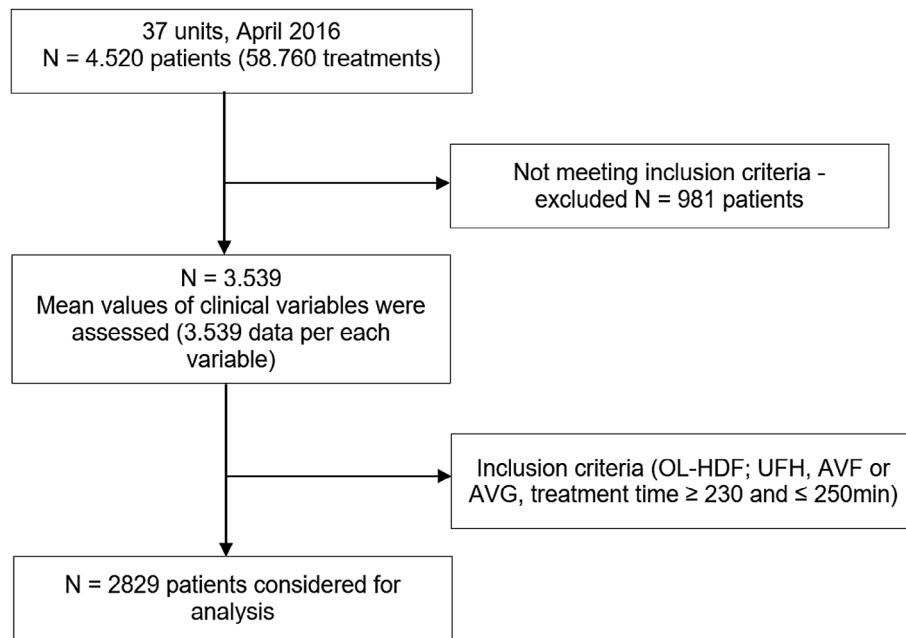 37 units, April 2016
N = 4.520 patients (58.760 treatments)
Not meeting inclusion criteria -
excluded N = 981 patients
N = 3.539
Mean values of clinical variables were
assessed (3.539 data per each
variable)
Inclusion criteria (OL-HDF; UFH, AVF or
AVG, treatment time ≥ 230 and ≤ 250min)
N = 2829 patients considered for
analysis